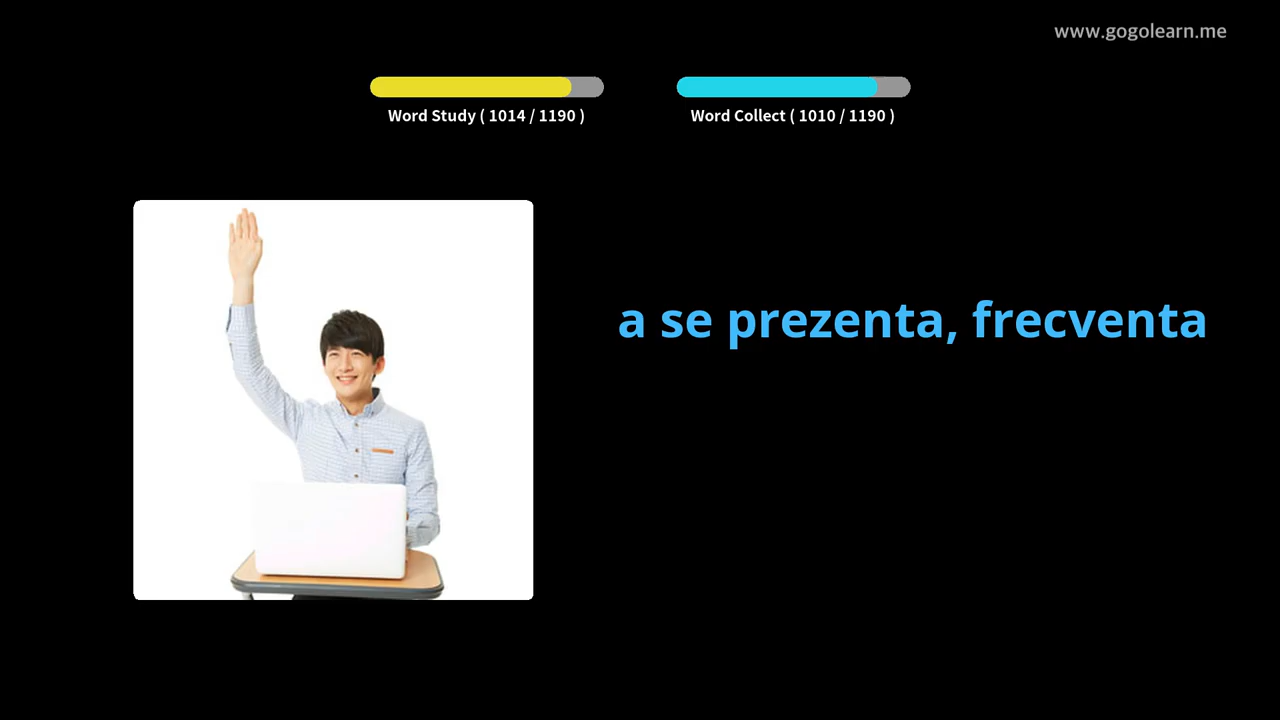 www.gogolearn.me
Word Study ( 1014 / 1190 )
Word Collect ( 1010 / 1190 )
a se prezenta, frecventa